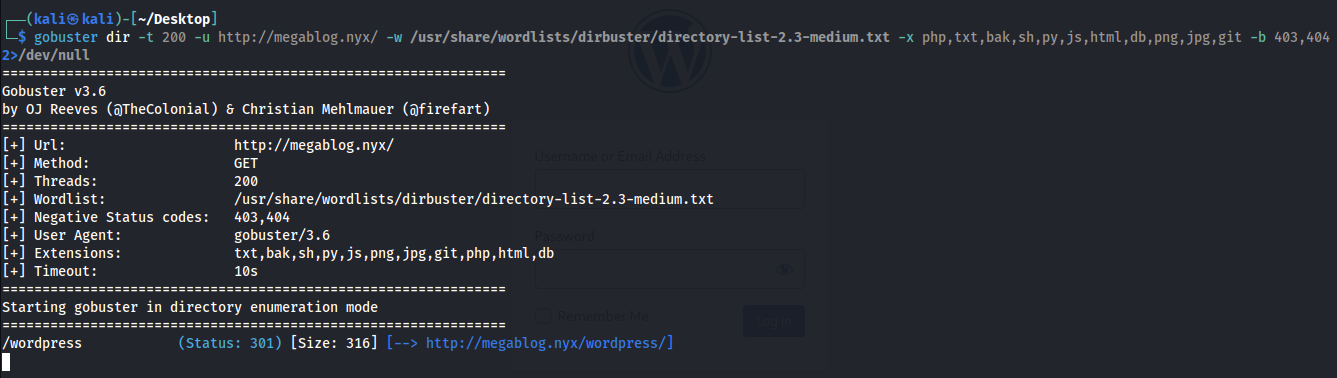 ┌──(kali㉿kali)-[~/Desktop]
└─$ gobuster dir -t 200 -u http://megablog.nyx/ -w /usr/share/wordlists/dirbuster/directory-list-2.3-medium.txt -x php,txt,bak,sh,py,js,html,db,png,jpg,git -b 403,404
2>/dev/null
===============================================================
Gobuster v3.6
by OJ Reeves (@TheColonial) & Christian Mehlmauer (@firefart)
===============================================================
[+] Url:                     http://megablog.nyx/
[+] Method:                  GET
[+] Threads:                 200
[+] Wordlist:                /usr/share/wordlists/dirbuster/directory-list-2.3-medium.txt
[+] Negative Status codes:   403,404
[+] User Agent:              gobuster/3.6
[+] Extensions:              txt,bak,sh,py,js,png,jpg,git,php,html,db
[+] Timeout:                 10s
===============================================================
Starting gobuster in directory enumeration mode
===============================================================
/wordpress            (Status: 301) [Size: 316] [--> http://megablog.nyx/wordpress/]
Username or Email Address
Password
Remember Me
Log In